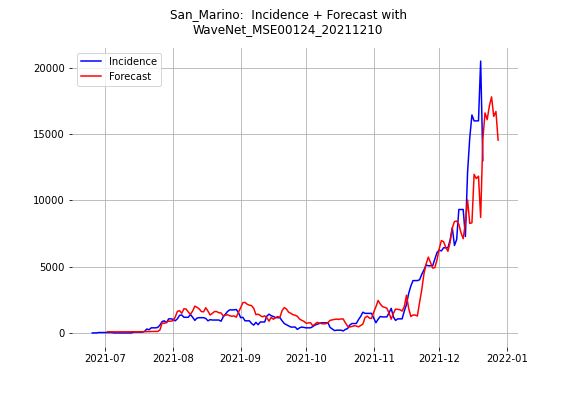 San_Marino:  Incidence + Forecast with
WaveNet_MSE00124_20211210
Incidence
Forecast
20000
15000
10000
5000
0
2021-07 2021-08 2021-09 2021-10 2021-11 2021-12 2022-01